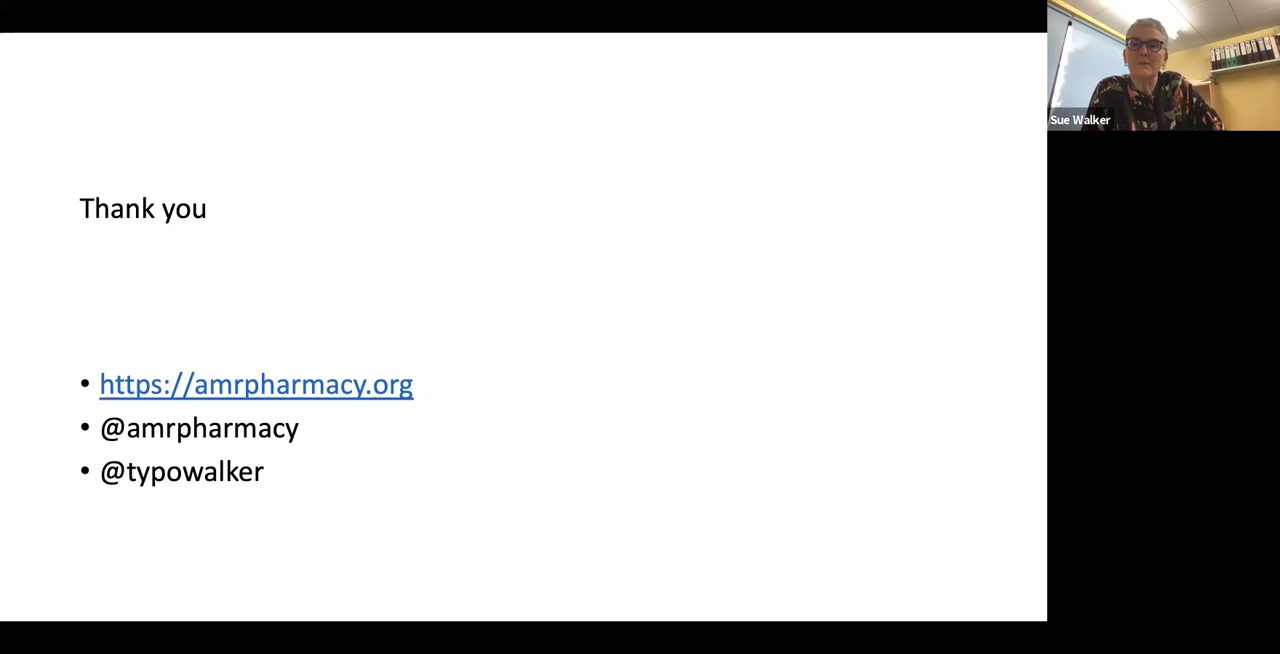 Thank you
• https://amrpharmacy.org
• @amrpharmacy
• @typowalker
Sue Walker